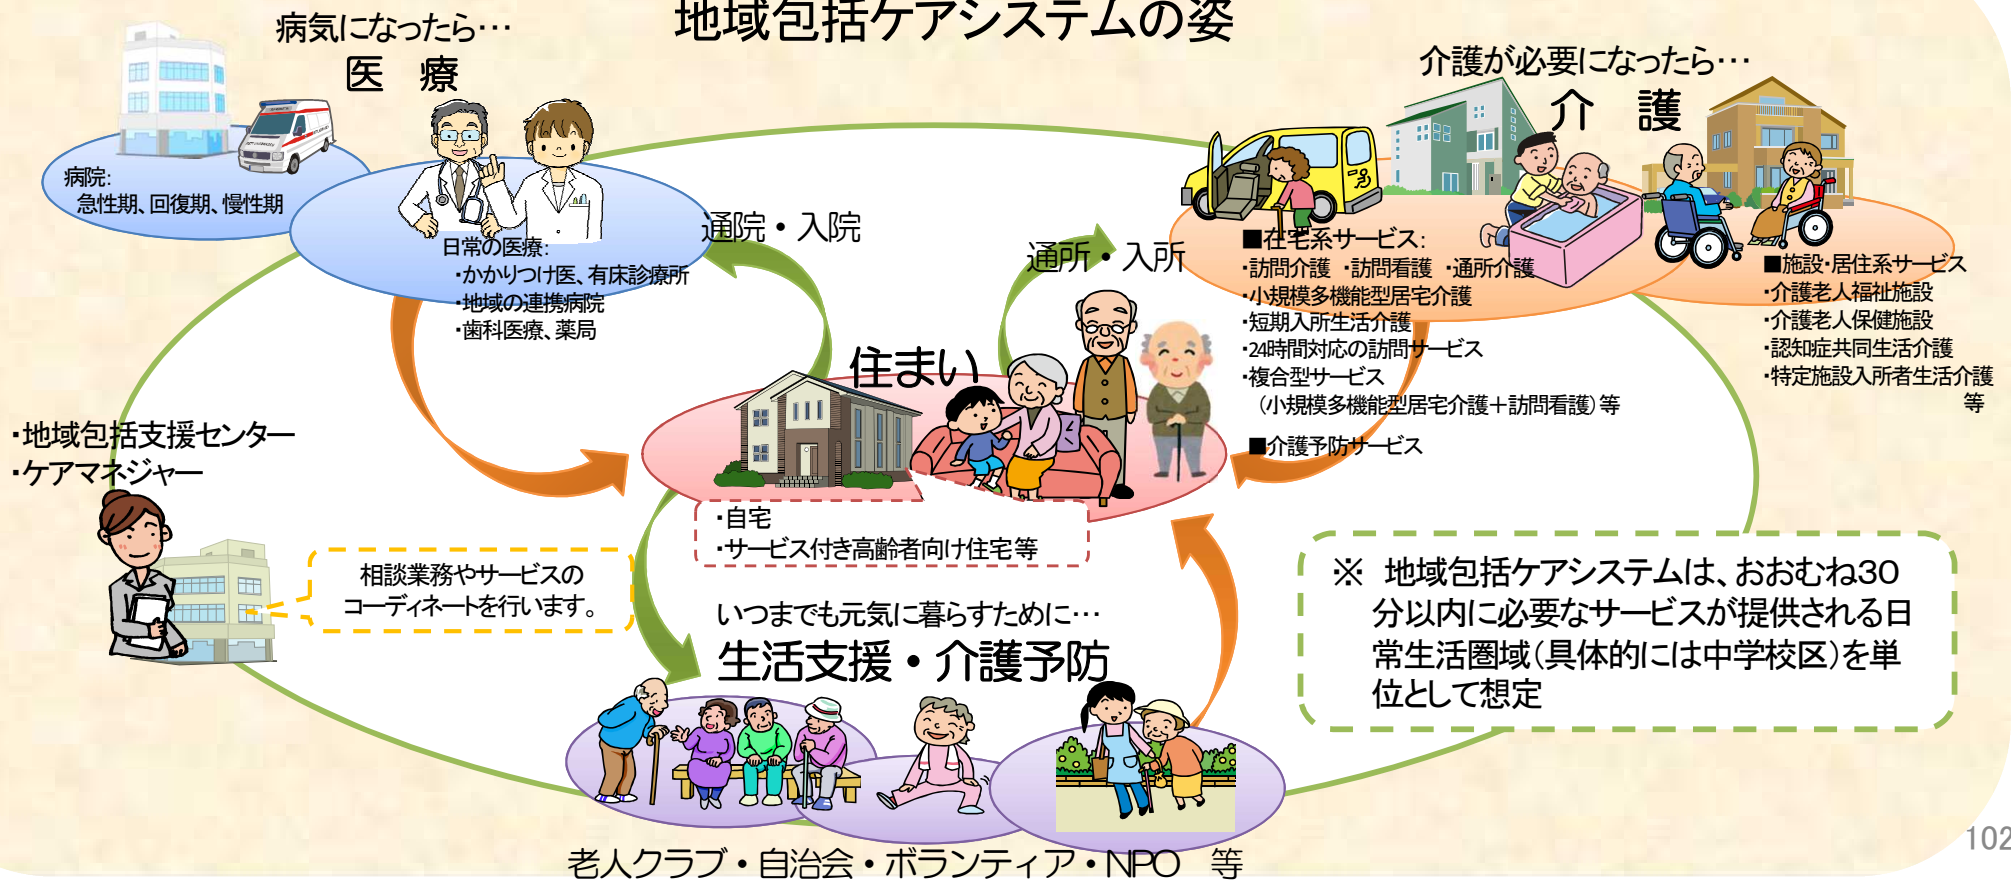 地域包括ケアシステムの姿
病気になったら…
医　療
病院:
急性期、回復期、慢性期
日常の医療:
・かかりつけ医、有床診療所
・地域の連携病院
・歯科医療、薬局
通院・入院
通所・入所
介護が必要になったら…
介　護
■在宅系サービス:
・訪問介護 ・訪問看護 ・通所介護
・小規模多機能型居宅介護
・短期入所生活介護
・24時間対応の訪問サービス
・複合型サービス
（小規模多機能型居宅介護＋訪問看護）等
■介護予防サービス
■施設・居住系サービス
・介護老人福祉施設
・介護老人保健施設
・認知症共同生活介護
・特定施設入所者生活介護
等
住まい
・自宅
・サービス付き高齢者向け住宅等
・地域包括支援センター
・ケアマネジャー
相談業務やサービスの
コーディネートを行います。
いつまでも元気に暮らすために…
生活支援・介護予防
老人クラブ・自治会・ボランティア・NPO　等
※　地域包括ケアシステムは、おおむね30
分以内に必要なサービスが提供される日
常生活圏域（具体的には中学校区）を単
位として想定
102